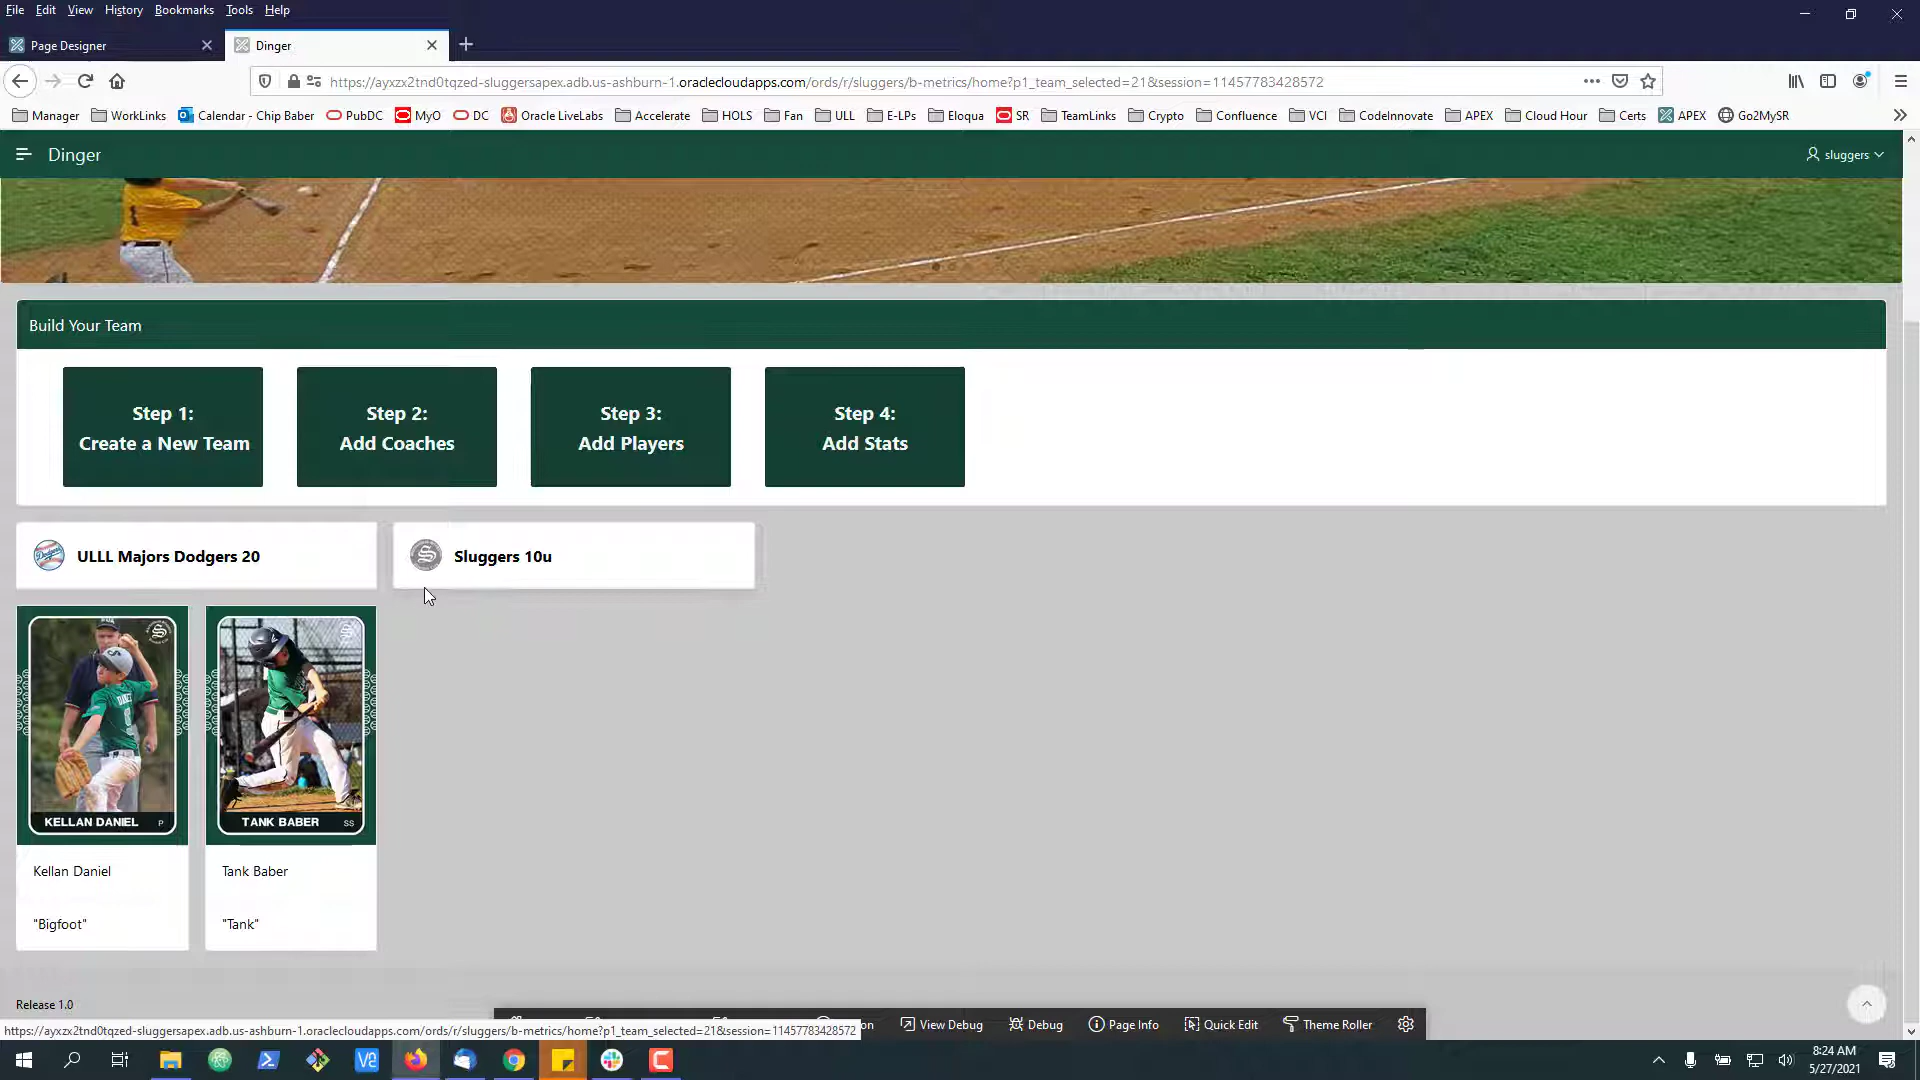 File Edit View History Bookmarks Tools Help
Page Designer
Dinger
https://ayxzx2tnd0tqzed-sluggersapex.adb.us-ashburn-1.oraclecloudapps.com/ords/r/sluggers/b-metrics/home?p1_team_selected=21&session=11457783428572
Manager WorkLinks Calendar - Chip Baber PubDC MyO DC Oracle LiveLabs Accelerate HOLS Fan ULL E-LPs Eloqua SR TeamLinks Crypto Confluence VCI CodeInnovate APEX Cloud Hour Certs APEX Go2MySR
Dinger
sluggers
Build Your Team
Step 1:
Create a New Team
Step 2:
Add Coaches
Step 3:
Add Players
Step 4:
Add Stats
ULLL Majors Dodgers 20
Sluggers 10u
KELLAN DANIEL P
TANK BABER SS
Kellan Daniel
Tank Baber
"Bigfoot"
"Tank"
Release 1.0
https://ayxzx2tnd0tqzed-sluggersapex.adb.us-ashburn-1.oraclecloudapps.com/ords/r/sluggers/b-metrics/home?p1_team_selected=21&session=11457783428572
View Debug Debug Page Info Quick Edit Theme Roller
8:24 AM
5/27/2021